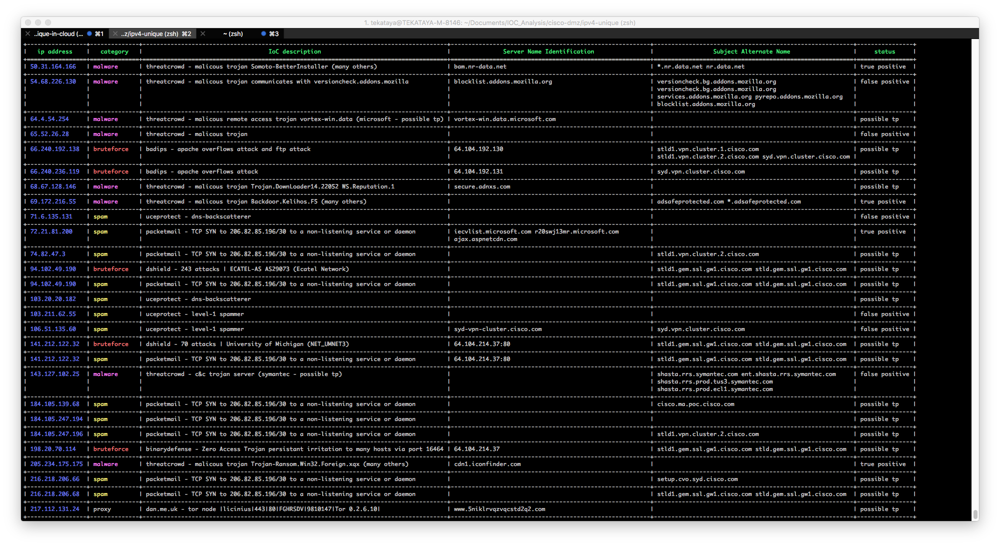 1. tekataya@TEKATAYA-M-8146: ~/Documents/IOC_Analysis/cisco-dmz/ipv4-unique (zsh)
..ique-in-cloud (... ⌘1 ..z/ipv4-unique (zsh) ⌘2 ~ (zsh) ⌘3
ip address | category | IoC description | Server Name Identification | Subject Alternate Name | status
50.31.164.166 | malware | threatcrowd - malicous trojan Somoto-BetterInstaller (many others) | bam.nr-data.net | *.nr.data.net nr.data.net | true positive
54.68.226.130 | malware | threatcrowd - malicous trojan communicates with versioncheck.addons.mozilla | blocklist.addons.mozilla.org | versioncheck.bg.addons.mozilla.org | false positive
versioncheck.bg.addons.mozilla.org
services.addons.mozilla.org pyrepo.addons.mozilla.org
blocklist.addons.mozilla.org
64.4.54.254 | malware | threatcrowd - malicous remote access trojan vortex-win.data (microsoft - possible tp) | vortex-win.data.microsoft.com | | possible tp
65.52.26.28 | malware | threatcrowd - malicous trojan | | | false positive
66.240.192.138 | bruteforce | badips - apache overflows attack and ftp attack | 64.104.192.130 | stld1.vpn.cluster.1.cisco.com | possible tp
stld1.vpn.cluster.2.cisco.com syd.vpn.cluster.cisco.com
66.240.236.119 | bruteforce | badips - apache overflows attack | 64.104.192.131 | syd.vpn.cluster.cisco.com | possible tp
68.67.128.146 | malware | threatcrowd - malicous trojan Trojan.DownLoader14.22052 WS.Reputation.1 | secure.adnxs.com | | possible tp
69.172.216.55 | malware | threatcrowd - malicous trojan Backdoor.Kelihos.F5 (many others) | | adsafeprotected.com *.adsafeprotected.com | true positive
71.6.135.131 | spam | uceprotect - dns-backscatterer | | | false positive
72.21.81.200 | spam | packetmail - TCP SYN to 206.82.85.196/30 to a non-listening service or daemon | iecvlist.microsoft.com r20swj13mr.microsoft.com | | true positive
ajax.aspnetcdn.com
74.82.47.3 | spam | packetmail - TCP SYN to 206.82.85.196/30 to a non-listening service or daemon | | stld1.vpn.cluster.2.cisco.com | possible tp
94.102.49.190 | bruteforce | dshield - 243 attacks | ECATEL-AS AS29073 (Ecatel Network) | | stld1.gem.ssl.gw1.cisco.com stld.gem.ssl.gw1.cisco.com | possible tp
94.102.49.190 | spam | packetmail - TCP SYN to 206.82.85.196/30 to a non-listening service or daemon | | stld1.gem.ssl.gw1.cisco.com stld.gem.ssl.gw1.cisco.com | possible tp
103.20.20.182 | spam | uceprotect - dns-backscatterer | | | possible tp
103.211.62.55 | spam | uceprotect - level-1 spammer | | | false positive
106.51.135.60 | spam | uceprotect - level-1 spammer | syd-vpn-cluster.cisco.com | syd.vpn.cluster.cisco.com | false positive
141.212.122.32 | bruteforce | dshield - 70 attacks | University of Michigan (NET_UMNET3) | 64.104.214.37:80 | stld1.gem.ssl.gw1.cisco.com stld.gem.ssl.gw1.cisco.com | possible tp
141.212.122.32 | spam | packetmail - TCP SYN to 206.82.85.196/30 to a non-listening service or daemon | 64.104.214.37:80 | stld1.gem.ssl.gw1.cisco.com stld.gem.ssl.gw1.cisco.com | possible tp
143.127.102.25 | malware | threatcrowd - c&c trojan server (symantec - possible tp) | | shasta.rrs.symantec.com ent.shasta.rrs.symantec.com | false positive
shasta.rrs.prod.tus3.symantec.com
shasta.rrs.prod.ecl1.symantec.com
184.105.139.68 | spam | packetmail - TCP SYN to 206.82.85.196/30 to a non-listening service or daemon | | cisco.ma.poc.cisco.com | possible tp
184.105.247.194 | spam | packetmail - TCP SYN to 206.82.85.196/30 to a non-listening service or daemon | | | possible tp
184.105.247.196 | spam | packetmail - TCP SYN to 206.82.85.196/30 to a non-listening service or daemon | | stld1.vpn.cluster.2.cisco.com | possible tp
198.20.70.114 | bruteforce | binarydefense - Zero Access Trojan persistant irritation to many hosts via port 16464 | 64.104.214.37 | stld1.gem.ssl.gw1.cisco.com stld.gem.ssl.gw1.cisco.com | possible tp
205.234.175.175 | malware | threatcrowd - malicous trojan Trojan-Ransom.Win32.Foreign.xqx (many others) | cdn1.iconfinder.com | | true positive
216.218.206.66 | spam | packetmail - TCP SYN to 206.82.85.196/30 to a non-listening service or daemon | | setup.cvo.syd.cisco.com | possible tp
216.218.206.68 | spam | packetmail - TCP SYN to 206.82.85.196/30 to a non-listening service or daemon | | stld1.gem.ssl.gw1.cisco.com stld.gem.ssl.gw1.cisco.com | possible tp
217.112.131.24 | proxy | dan.me.uk - tor node |licinius|443|80|FGHRSDV|9810147|Tor 0.2.6.10| | www.5niklrvqzvqcstd2q2.com | | possible tp